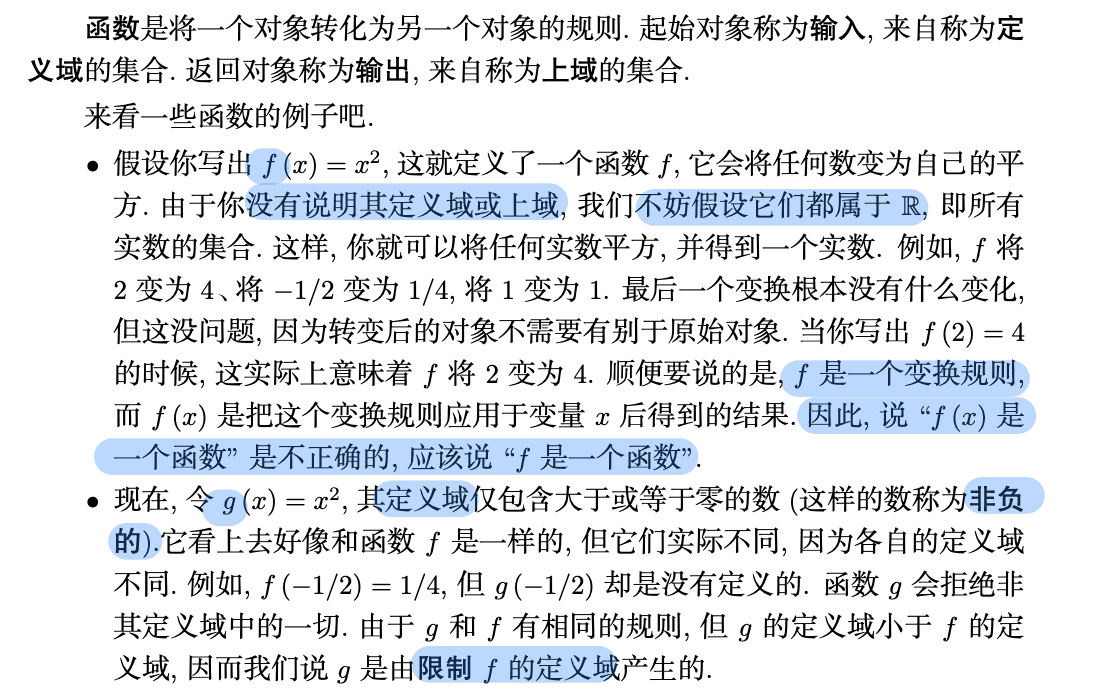 函数是将一个对象转化为另一个对象的规则. 起始对象称为输入, 来自称为定
义域的集合. 返回对象称为输出, 来自称为上域的集合.
来看一些函数的例子吧.
• 假设你写出 f(x) = x², 这就定义了一个函数 f, 它会将任何数变为自己的平
方. 由于你没有说明其定义域或上域, 我们不妨假设它们都属于 ℝ, 即所有
实数的集合. 这样, 你就可以将任何实数平方, 并得到一个实数. 例如, f 将
2 变为 4、将 −1/2 变为 1/4, 将 1 变为 1. 最后一个变换根本没有什么变化,
但这没问题, 因为转变后的对象不需要有别于原始对象. 当你写出 f(2) = 4
的时候, 这实际上意味着 f 将 2 变为 4. 顺便要说的是, f 是一个变换规则,
而 f(x) 是把这个变换规则应用于变量 x 后得到的结果. 因此, 说 “f(x) 是
一个函数” 是不正确的, 应该说 “f 是一个函数”.
• 现在, 令 g(x) = x², 其定义域仅包含大于或等于零的数 (这样的数称为非负
的).它看上去好像和函数 f 是一样的, 但它们实际不同, 因为各自的定义域
不同. 例如, f(−1/2) = 1/4, 但 g(−1/2) 却是没有定义的. 函数 g 会拒绝非
其定义域中的一切. 由于 g 和 f 有相同的规则, 但 g 的定义域小于 f 的定
义域, 因而我们说 g 是由限制 f 的定义域产生的.